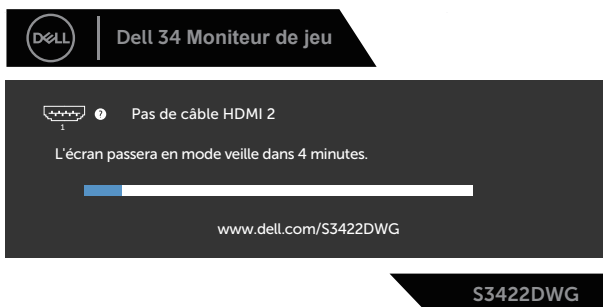 DELL
Dell 34 Moniteur de jeu
? Pas de câble HDMI 2
1
L'écran passera en mode veille dans 4 minutes.
www.dell.com/S3422DWG
S3422DWG